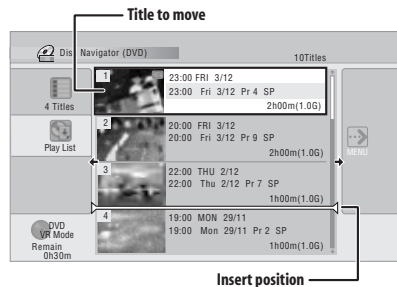 Title to move
Disc Navigator (DVD)
10Titles
4 Titles
Play List
DVD
VR Mode
Remain
0h30m
1
23:00 FRI 3/12
23:00 Fri 3/12 Pr 4 SP
2h00m(1.0G)
2
20:00 FRI 3/12
20:00 Fri 3/12 Pr 9 SP
2h00m(1.0G)
3
22:00 THU 2/12
22:00 Thu 2/12 Pr 7 SP
1h00m(1.0G)
4
19:00 MON 29/11
19:00 Mon 29/11 Pr 2 SP
1h00m(1.0G)
MENU
Insert position